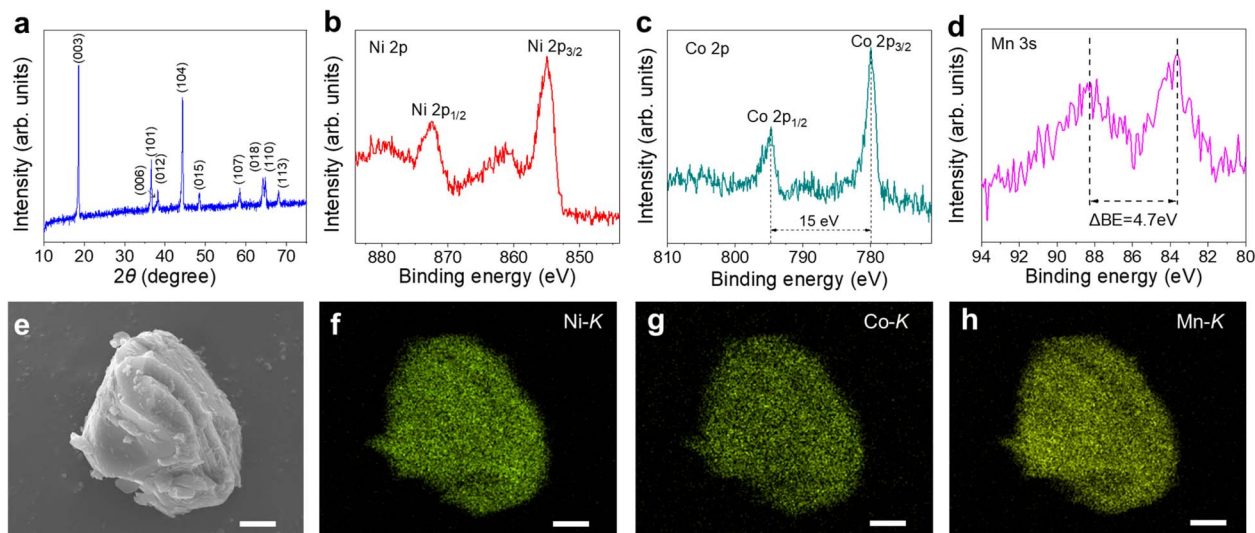 a
Intensity (arb. units)
(003)
(006)
(101)
(012)
(104)
(015)
(107)
(018)
(110)
(113)
10 20 30 40 50 60 70
2θ (degree)
b
Intensity (arb. units)
Ni 2p
Ni 2p1/2
Ni 2p3/2
880 870 860 850
Binding energy (eV)
c
Intensity (arb. units)
Co 2p
Co 2p1/2
Co 2p3/2
15 eV
810 800 790 780
Binding energy (eV)
d
Intensity (arb. units)
Mn 3s
ΔBE=4.7eV
94 92 90 88 86 84 82 80
Binding energy (eV)
e
f
Ni-K
g
Co-K
h
Mn-K